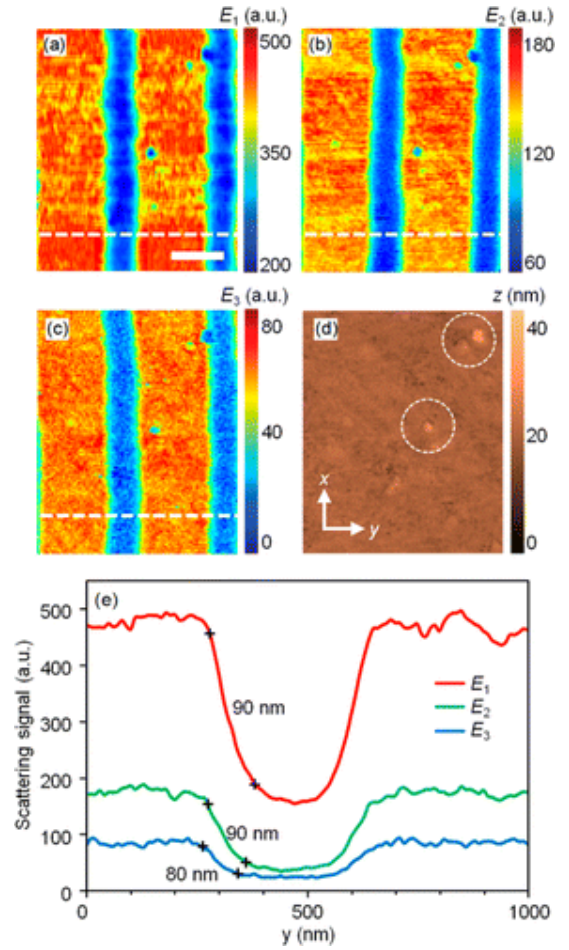 E1 (a.u.)
(a)
500
350
200
E2 (a.u.)
(b)
180
120
60
E3 (a.u.)
(c)
80
40
0
z (nm)
(d)
40
20
0
x
y
(e)
Scattering signal (a.u.)
500
400
300
200
100
0
90 nm
90 nm
80 nm
E1
E2
E3
0
500
1000
y (nm)